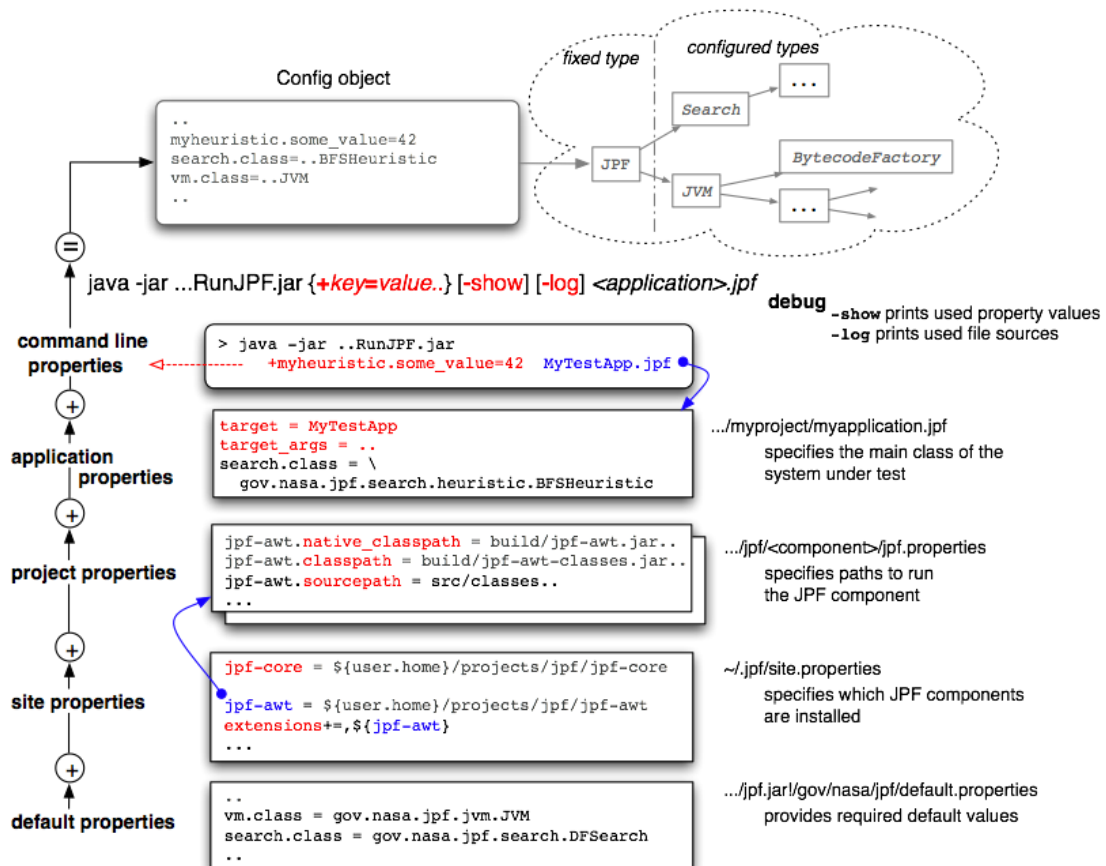 fixed type
configured types
Config object
...
Search
..
myheuristic.some_value=42
search.class=..BFSHeuristic
vm.class=..JVM
..
JPF
BytecodeFactory
JVM
...
=
java -jar ...RunJPF.jar {+key=value..} [-show] [-log] <application>.jpf
debug
-show prints used property values
-log prints used file sources
command line
properties
> java -jar ..RunJPF.jar
+myheuristic.some_value=42 MyTestApp.jpf
+
application
properties
target = MyTestApp
target_args = ..
search.class = \
gov.nasa.jpf.search.heuristic.BFSHeuristic
.../myproject/myapplication.jpf
specifies the main class of the
system under test
+
project properties
jpf-awt.native_classpath = build/jpf-awt.jar..
jpf-awt.classpath = build/jpf-awt-classes.jar..
jpf-awt.sourcepath = src/classes..
...
.../jpf/<component>/jpf.properties
specifies paths to run
the JPF component
+
site properties
jpf-core = ${user.home}/projects/jpf/jpf-core
jpf-awt = ${user.home}/projects/jpf/jpf-awt
extensions+=,${jpf-awt}
...
~/.jpf/site.properties
specifies which JPF components
are installed
+
default properties
..
vm.class = gov.nasa.jpf.jvm.JVM
search.class = gov.nasa.jpf.search.DFSearch
..
.../jpf.jar!/gov/nasa/jpf/default.properties
provides required default values